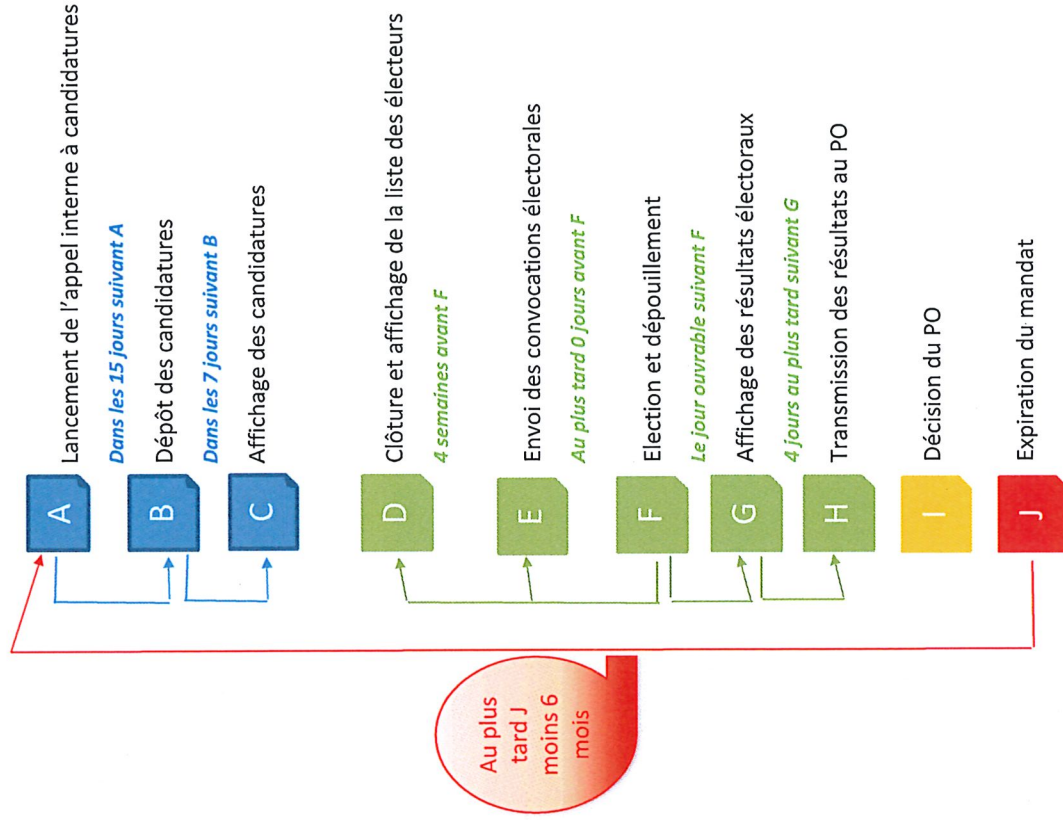 A
Lancement de l'appel interne à candidatures
Dans les 15 jours suivant A
B
Dépôt des candidatures
Dans les 7 jours suivant B
C
Affichage des candidatures
D
Clôture et affichage de la liste des électeurs
4 semaines avant F
E
Envoi des convocations électorales
Au plus tard 0 jours avant F
F
Election et dépouillement
Le jour ouvrable suivant F
G
Affichage des résultats électoraux
4 jours au plus tard suivant G
H
Transmission des résultats au PO
I
Décision du PO
J
Expiration du mandat
Au plus
tard J
moins 6
mois